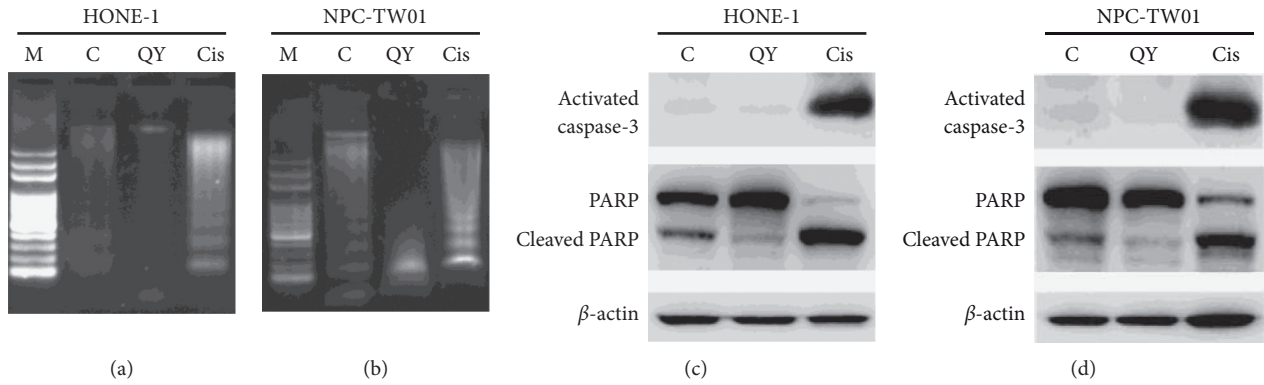 HONE-1
M C QY Cis
(a)
NPC-TW01
M C QY Cis
(b)
HONE-1
C QY Cis
Activated
caspase-3
PARP
Cleaved PARP
β-actin
(c)
NPC-TW01
C QY Cis
Activated
caspase-3
PARP
Cleaved PARP
β-actin
(d)